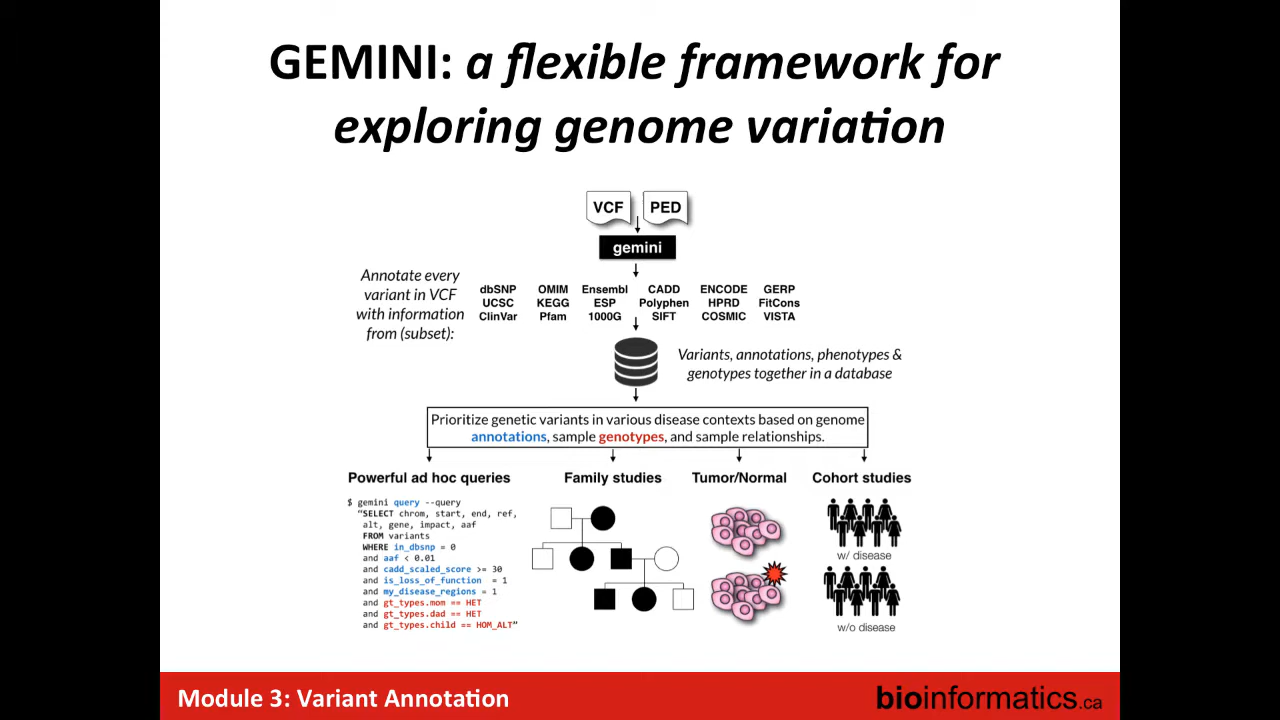 GEMINI: a flexible framework for
exploring genome variation
VCF PED
gemini
Annotate every
variant in VCF
with information
from (subset):
dbSNP OMIM Ensembl CADD ENCODE GERP
UCSC KEGG ESP Polyphen HPRD FitCons
ClinVar Pfam 1000G SIFT COSMIC VISTA
Variants, annotations, phenotypes &
genotypes together in a database
Prioritize genetic variants in various disease contexts based on genome
annotations, sample genotypes, and sample relationships.
Powerful ad hoc queries
$ gemini query --query
“SELECT chrom, start, end, ref,
alt, gene, impact, aaf
FROM variants
WHERE in_dbsnp = 0
and aaf < 0.01
and cadd_scaled_score >= 30
and is_loss_of_function = 1
and my_disease_regions = 1
and gt_types.mom == HET
and gt_types.dad == HET
and gt_types.child == HOM_ALT”
Family studies
Tumor/Normal
Cohort studies
w/ disease
w/o disease
Module 3: Variant Annotation
bioinformatics.ca